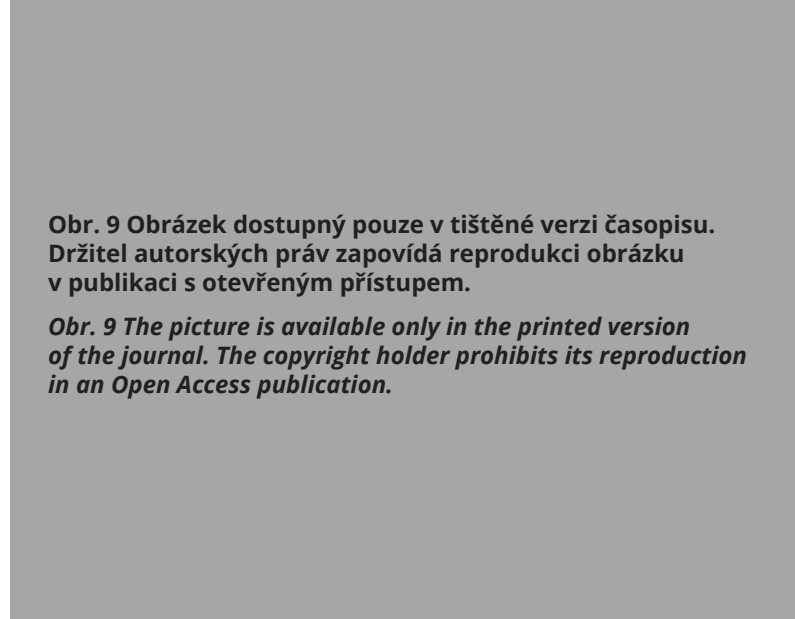 Obr. 9 Obrázek dostupný pouze v tištěné verzi časopisu.
Držitel autorských práv zapovídá reprodukci obrázku
v publikaci s otevřeným přístupem.
Obr. 9 The picture is available only in the printed version
of the journal. The copyright holder prohibits its reproduction
in an Open Access publication.